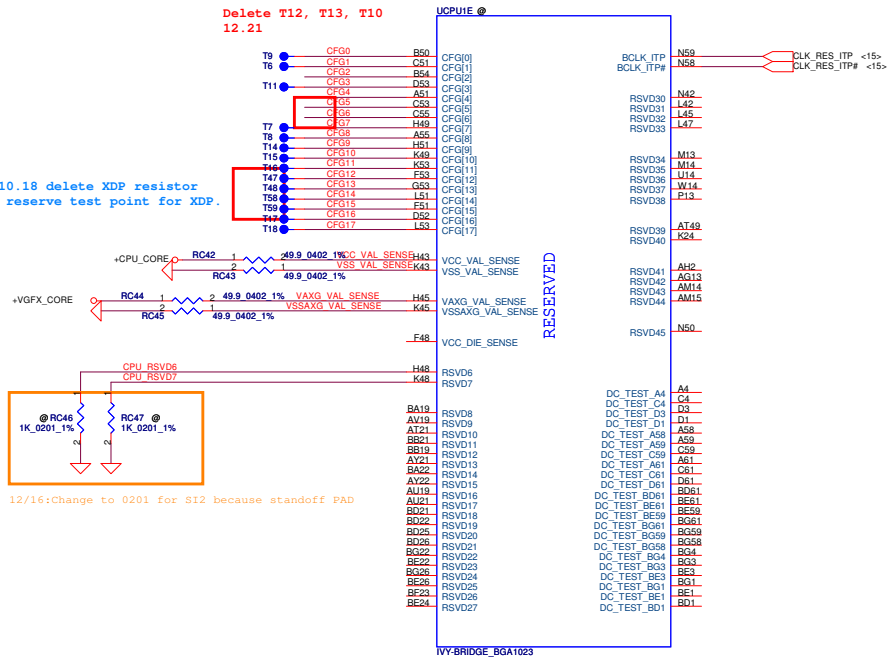 Delete T12, T13, T10
12.21
UCPU1E @
T9 CFG0 B50 CFG[0]
T6 CFG1 C51 CFG[1]
CFG2 B54 CFG[2]
T11 CFG3 D53 CFG[3]
CFG4 A51 CFG[4]
CFG5 C53 CFG[5]
CFG6 C55 CFG[6]
T7 CFG7 H49 CFG[7]
T8 CFG8 A55 CFG[8]
T14 CFG9 H51 CFG[9]
T15 CFG10 K49 CFG[10]
T16 CFG11 K53 CFG[11]
T47 CFG12 F53 CFG[12]
T48 CFG13 G53 CFG[13]
T58 CFG14 L51 CFG[14]
T59 CFG15 F51 CFG[15]
T17 CFG16 D52 CFG[16]
T18 CFG17 L53 CFG[17]
10.18 delete XDP resistor
reserve test point for XDP.
BCLK_ITP N59 CLK_RES_ITP <15>
BCLK_ITP# N58 CLK_RES_ITP# <15>
RSVD30 N42
RSVD31 L42
RSVD32 L45
RSVD33 L47
RSVD34 M13
RSVD35 M14
RSVD36 U14
RSVD37 W14
RSVD38 P13
RSVD39 AT49
RSVD40 K24
RSVD41 AH2
RSVD42 AG13
RSVD43 AM14
RSVD44 AM15
RSVD45 N50
+CPU_CORE RC42 1 2 49.9_0402_1% VCC_VAL_SENSE H43 VCC_VAL_SENSE
RC43 2 1 49.9_0402_1% VSS_VAL_SENSE K43 VSS_VAL_SENSE
+VGFX_CORE RC44 1 2 49.9_0402_1% VAXG_VAL_SENSE H45 VAXG_VAL_SENSE
RC45 2 1 49.9_0402_1% VSSAXG_VAL_SENSE K45 VSSAXG_VAL_SENSE
RESERVED
F48 VCC_DIE_SENSE
CPU_RSVD6 H48 RSVD6
CPU_RSVD7 K48 RSVD7
1 1
@ RC46 RC47 @
1K_0201_1% 1K_0201_1%
2 2
12/16:Change to 0201 for SI2 because standoff PAD
BA19 RSVD8
AV19 RSVD9
AT21 RSVD10
BB21 RSVD11
BB19 RSVD12
AY21 RSVD13
BA22 RSVD14
AY22 RSVD15
AU19 RSVD16
AU21 RSVD17
BD21 RSVD18
BD22 RSVD19
BD25 RSVD20
BD26 RSVD21
BG22 RSVD22
BE22 RSVD23
BG26 RSVD24
BE26 RSVD25
BF23 RSVD26
BE24 RSVD27
DC_TEST_A4 A4
DC_TEST_C4 C4
DC_TEST_D3 D3
DC_TEST_D1 D1
DC_TEST_A58 A58
DC_TEST_A59 A59
DC_TEST_C59 C59
DC_TEST_A61 A61
DC_TEST_C61 C61
DC_TEST_D61 D61
DC_TEST_BD61 BD61
DC_TEST_BE61 BE61
DC_TEST_BE59 BE59
DC_TEST_BG61 BG61
DC_TEST_BG59 BG59
DC_TEST_BG58 BG58
DC_TEST_BG4 BG4
DC_TEST_BG3 BG3
DC_TEST_BE3 BE3
DC_TEST_BG1 BG1
DC_TEST_BE1 BE1
DC_TEST_BD1 BD1
IVY-BRIDGE_BGA1023